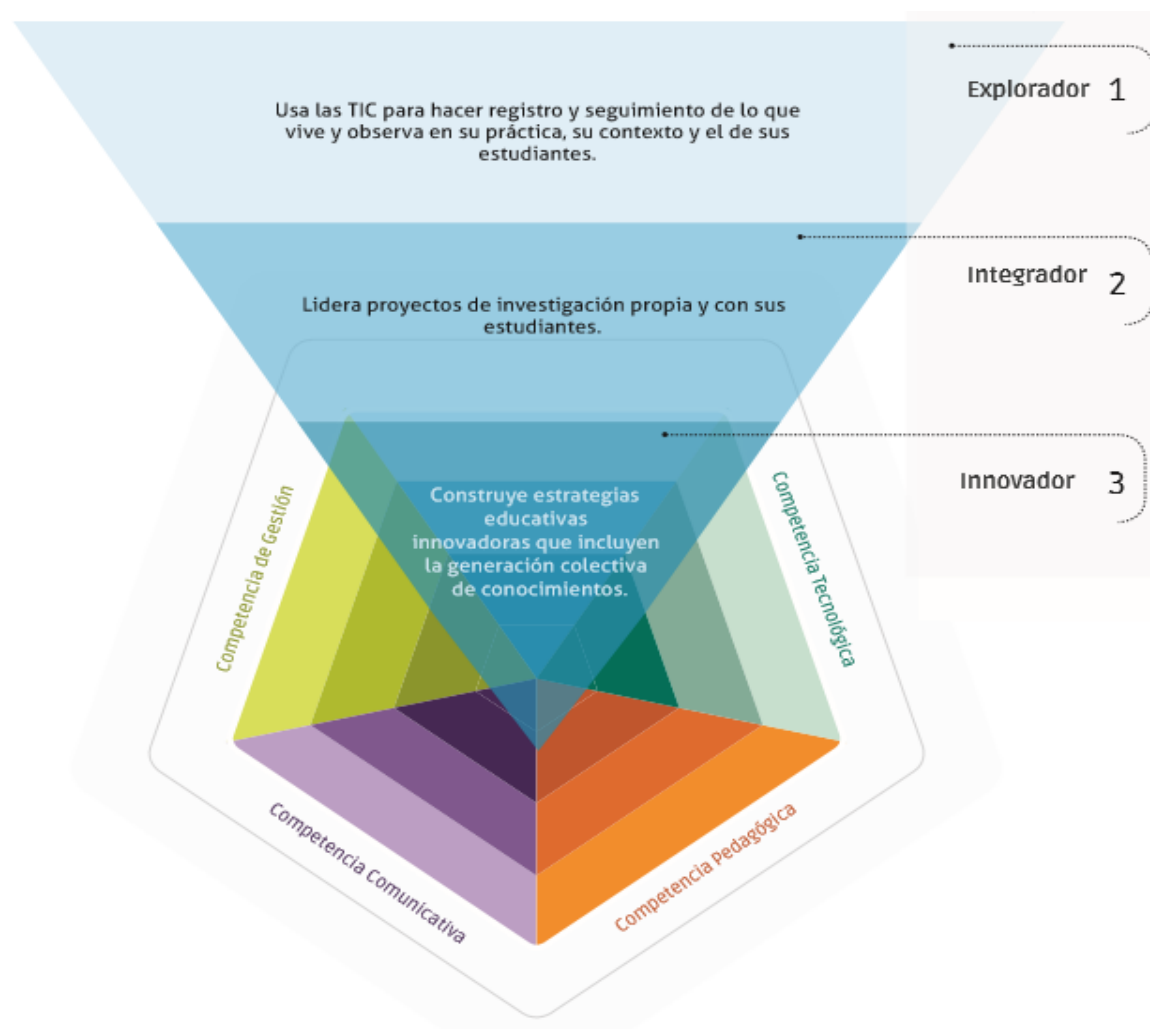 Explorador 1
Usa las TIC para hacer registro y seguimiento de lo que
vive y observa en su práctica, su contexto y el de sus
estudiantes.
Integrador 2
Lidera proyectos de investigación propia y con sus
estudiantes.
Innovador 3
Construye estrategias
educativas
innovadoras que incluyen
la generación colectiva
de conocimientos.
Competencia de Gestión
Competencia Tecnológica
Competencia Comunicativa
Competencia Pedagógica